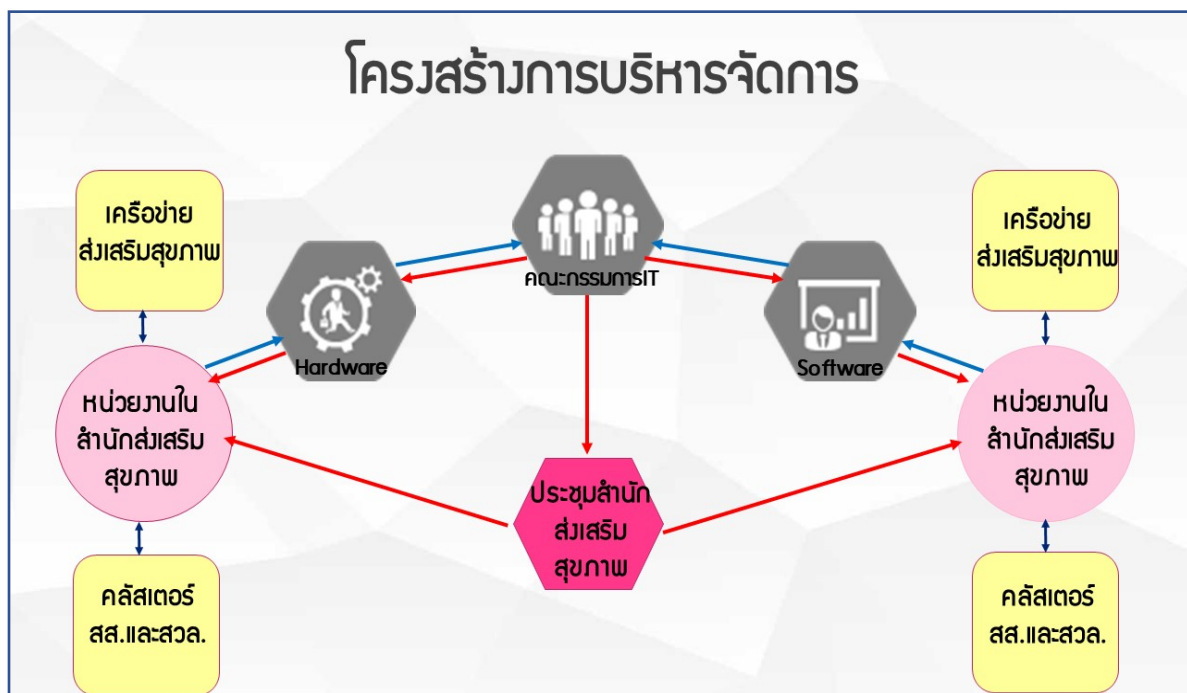 โครงสร้างการบริหารจัดการ
เครือข่าย
ส่งเสริมสุขภาพ
คณะกรรมการIT
เครือข่าย
ส่งเสริมสุขภาพ
Hardware
Software
หน่วยงานใน
สำนักส่งเสริม
สุขภาพ
หน่วยงานใน
สำนักส่งเสริม
สุขภาพ
ประชุมสำนัก
ส่งเสริม
สุขภาพ
คลัสเตอร์
สส.และสวล.
คลัสเตอร์
สส.และสวล.